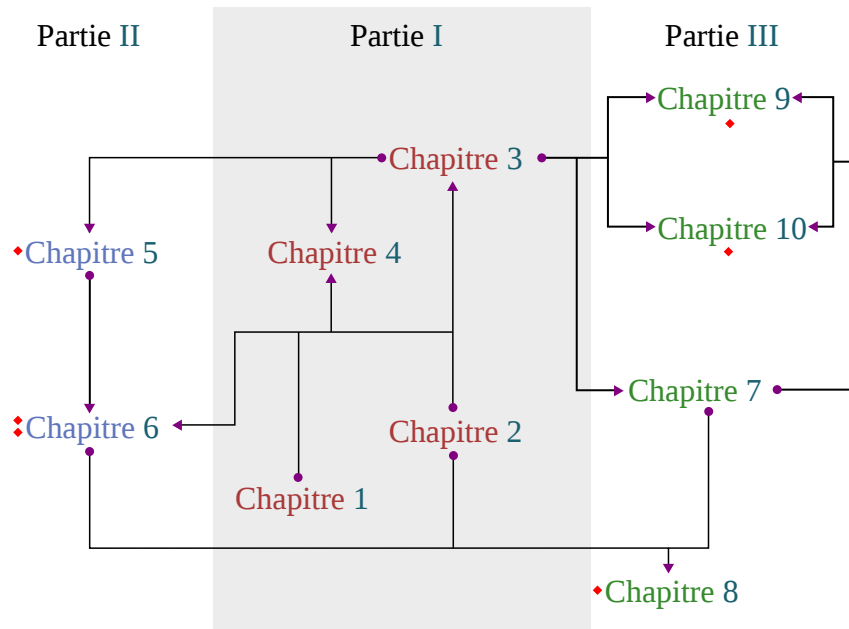 Partie II
Partie I
Partie III
Chapitre 9
Chapitre 3
Chapitre 10
Chapitre 5
Chapitre 4
Chapitre 7
Chapitre 6
Chapitre 2
Chapitre 1
Chapitre 8